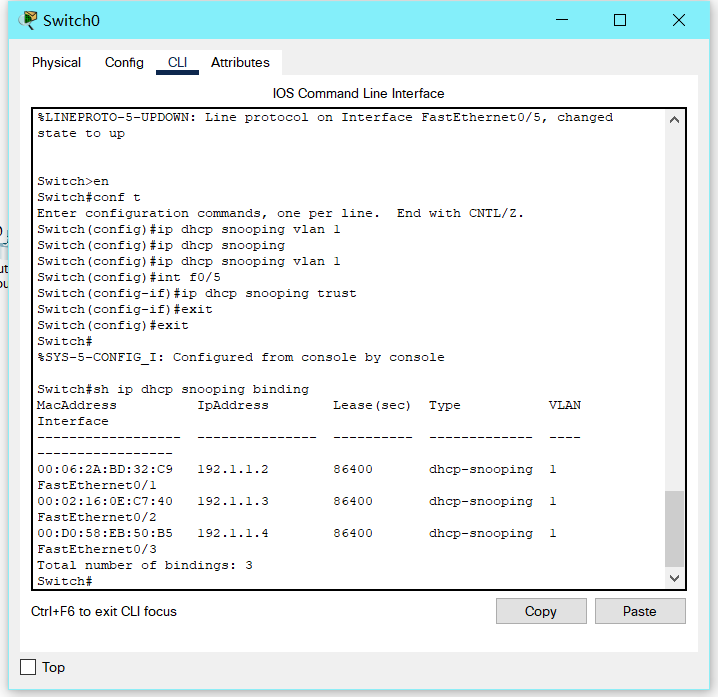 Switch0
Physical Config CLI Attributes
IOS Command Line Interface
%LINEPROTO-5-UPDOWN: Line protocol on Interface FastEthernet0/5, changed
state to up
Switch>en
Switch#conf t
Enter configuration commands, one per line.  End with CNTL/Z.
Switch(config)#ip dhcp snooping vlan 1
Switch(config)#ip dhcp snooping
Switch(config)#ip dhcp snooping vlan 1
Switch(config)#int f0/5
Switch(config-if)#ip dhcp snooping trust
Switch(config-if)#exit
Switch(config)#exit
Switch#
%SYS-5-CONFIG_I: Configured from console by console
Switch#sh ip dhcp snooping binding
MacAddress          IpAddress        Lease(sec)  Type           VLAN
Interface
------------------  ---------------  ----------  -------------  ----
-----------------
00:06:2A:BD:32:C9   192.1.1.2        86400       dhcp-snooping  1
FastEthernet0/1
00:02:16:0E:C7:40   192.1.1.3        86400       dhcp-snooping  1
FastEthernet0/2
00:D0:58:EB:50:B5   192.1.1.4        86400       dhcp-snooping  1
FastEthernet0/3
Total number of bindings: 3
Switch#
Ctrl+F6 to exit CLI focus
Copy Paste
Top